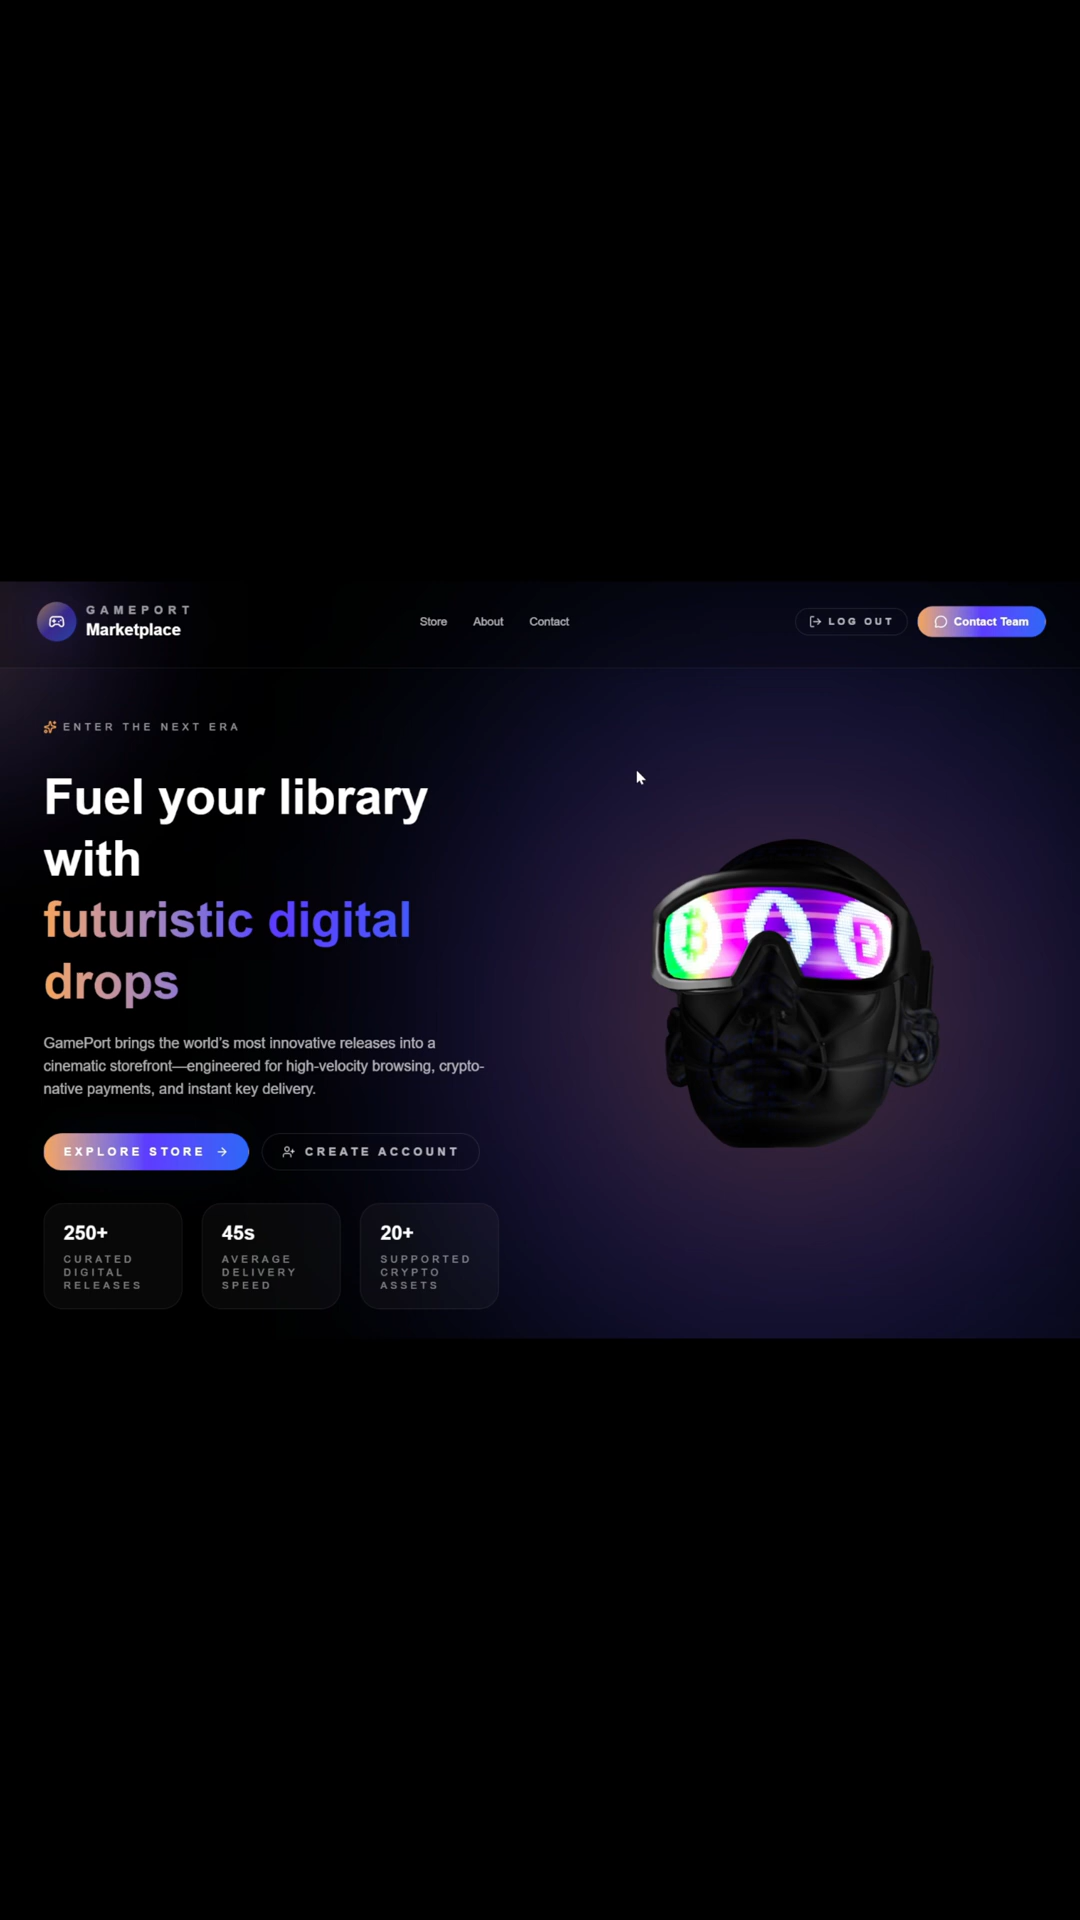 GAMEPORT
Marketplace
Store
About
Contact
LOG OUT
Contact Team
ENTER THE NEXT ERA
Fuel your library
with
futuristic digital
drops
GamePort brings the world’s most innovative releases into a
cinematic storefront—engineered for high-velocity browsing, crypto-
native payments, and instant key delivery.
EXPLORE STORE
CREATE ACCOUNT
250+
CURATED
DIGITAL
RELEASES
45s
AVERAGE
DELIVERY
SPEED
20+
SUPPORTED
CRYPTO
ASSETS